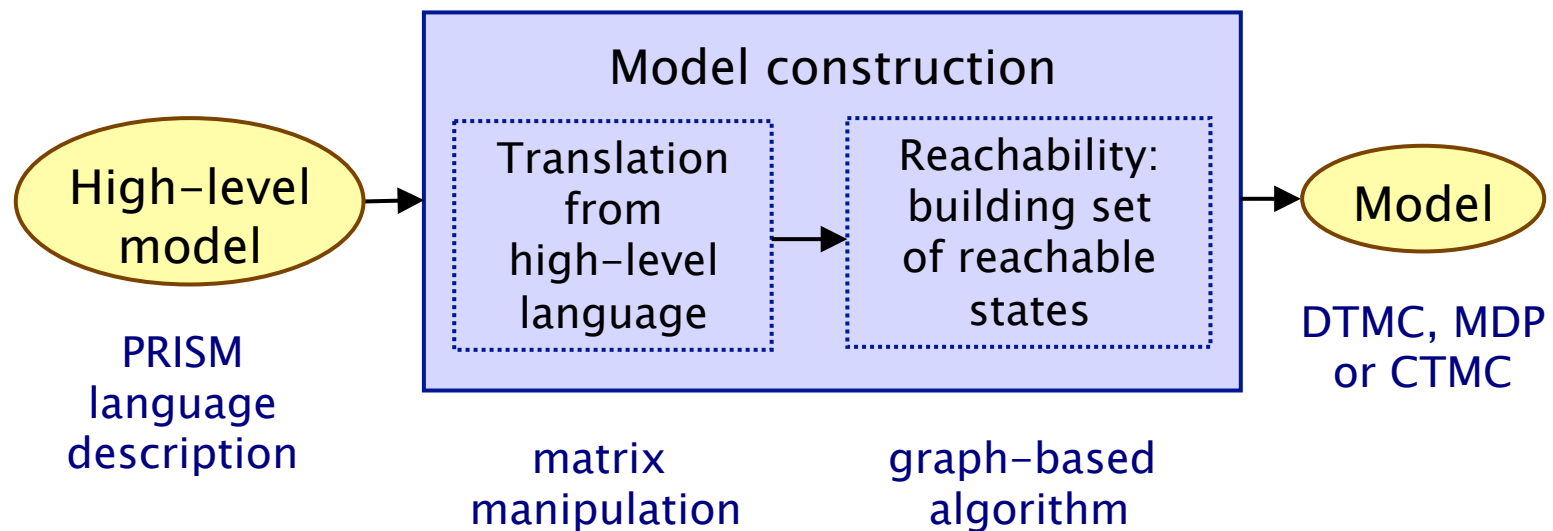 Model construction
High-level
model
Translation
from
high-level
language
Reachability:
building set
of reachable
states
Model
PRISM
language
description
matrix
manipulation
graph-based
algorithm
DTMC, MDP
or CTMC